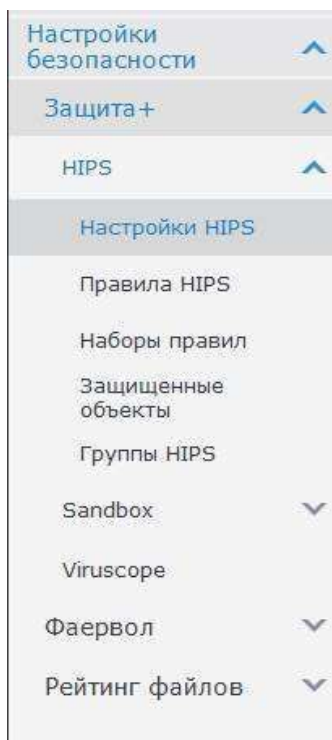 Настройки
безопасности
Защита+
HIPS
Настройки HIPS
Правила HIPS
Наборы правил
Защищенные
объекты
Группы HIPS
Sandbox
Viruscope
Фаервол
Рейтинг файлов